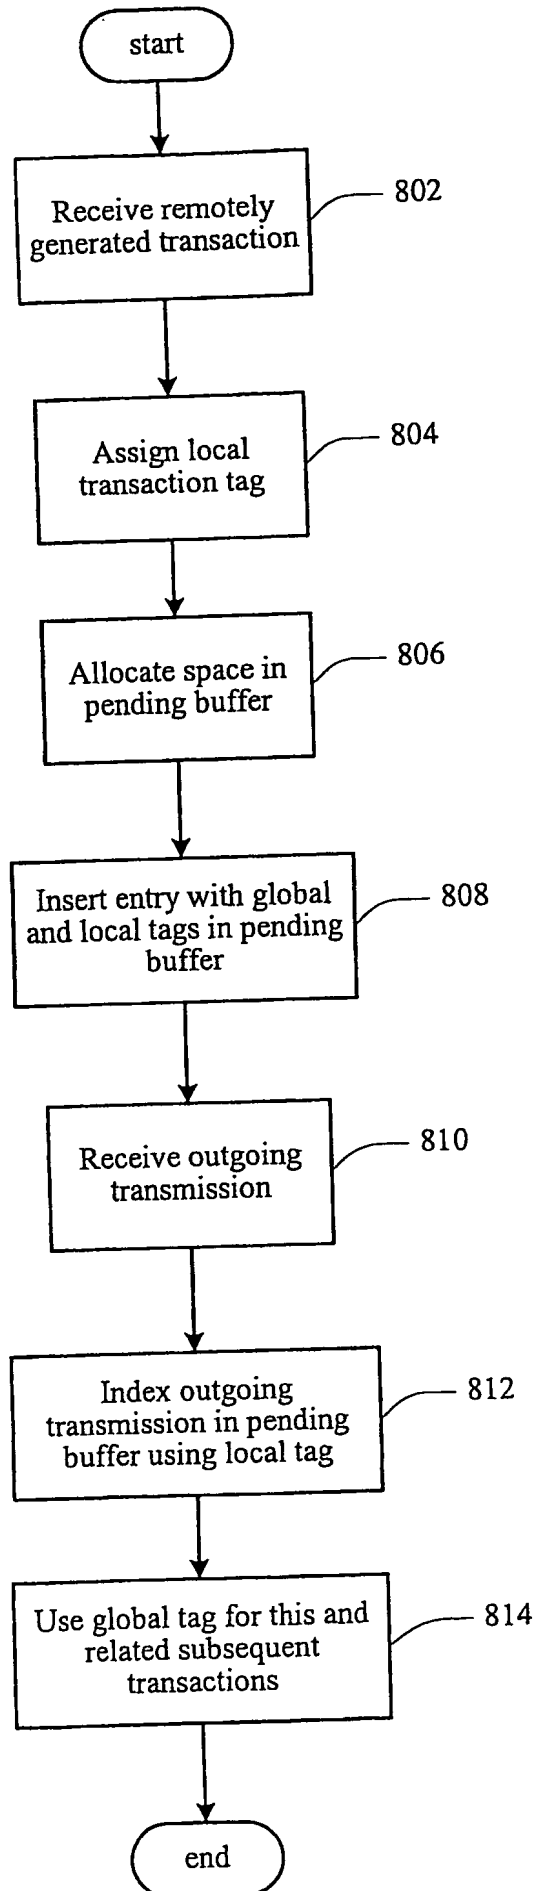 start
Receive remotely
generated transaction
802
Assign local
transaction tag
804
Allocate space in
pending buffer
806
Insert entry with global
and local tags in pending
buffer
808
Receive outgoing
transmission
810
Index outgoing
transmission in pending
buffer using local tag
812
Use global tag for this and
related subsequent
transactions
814
end